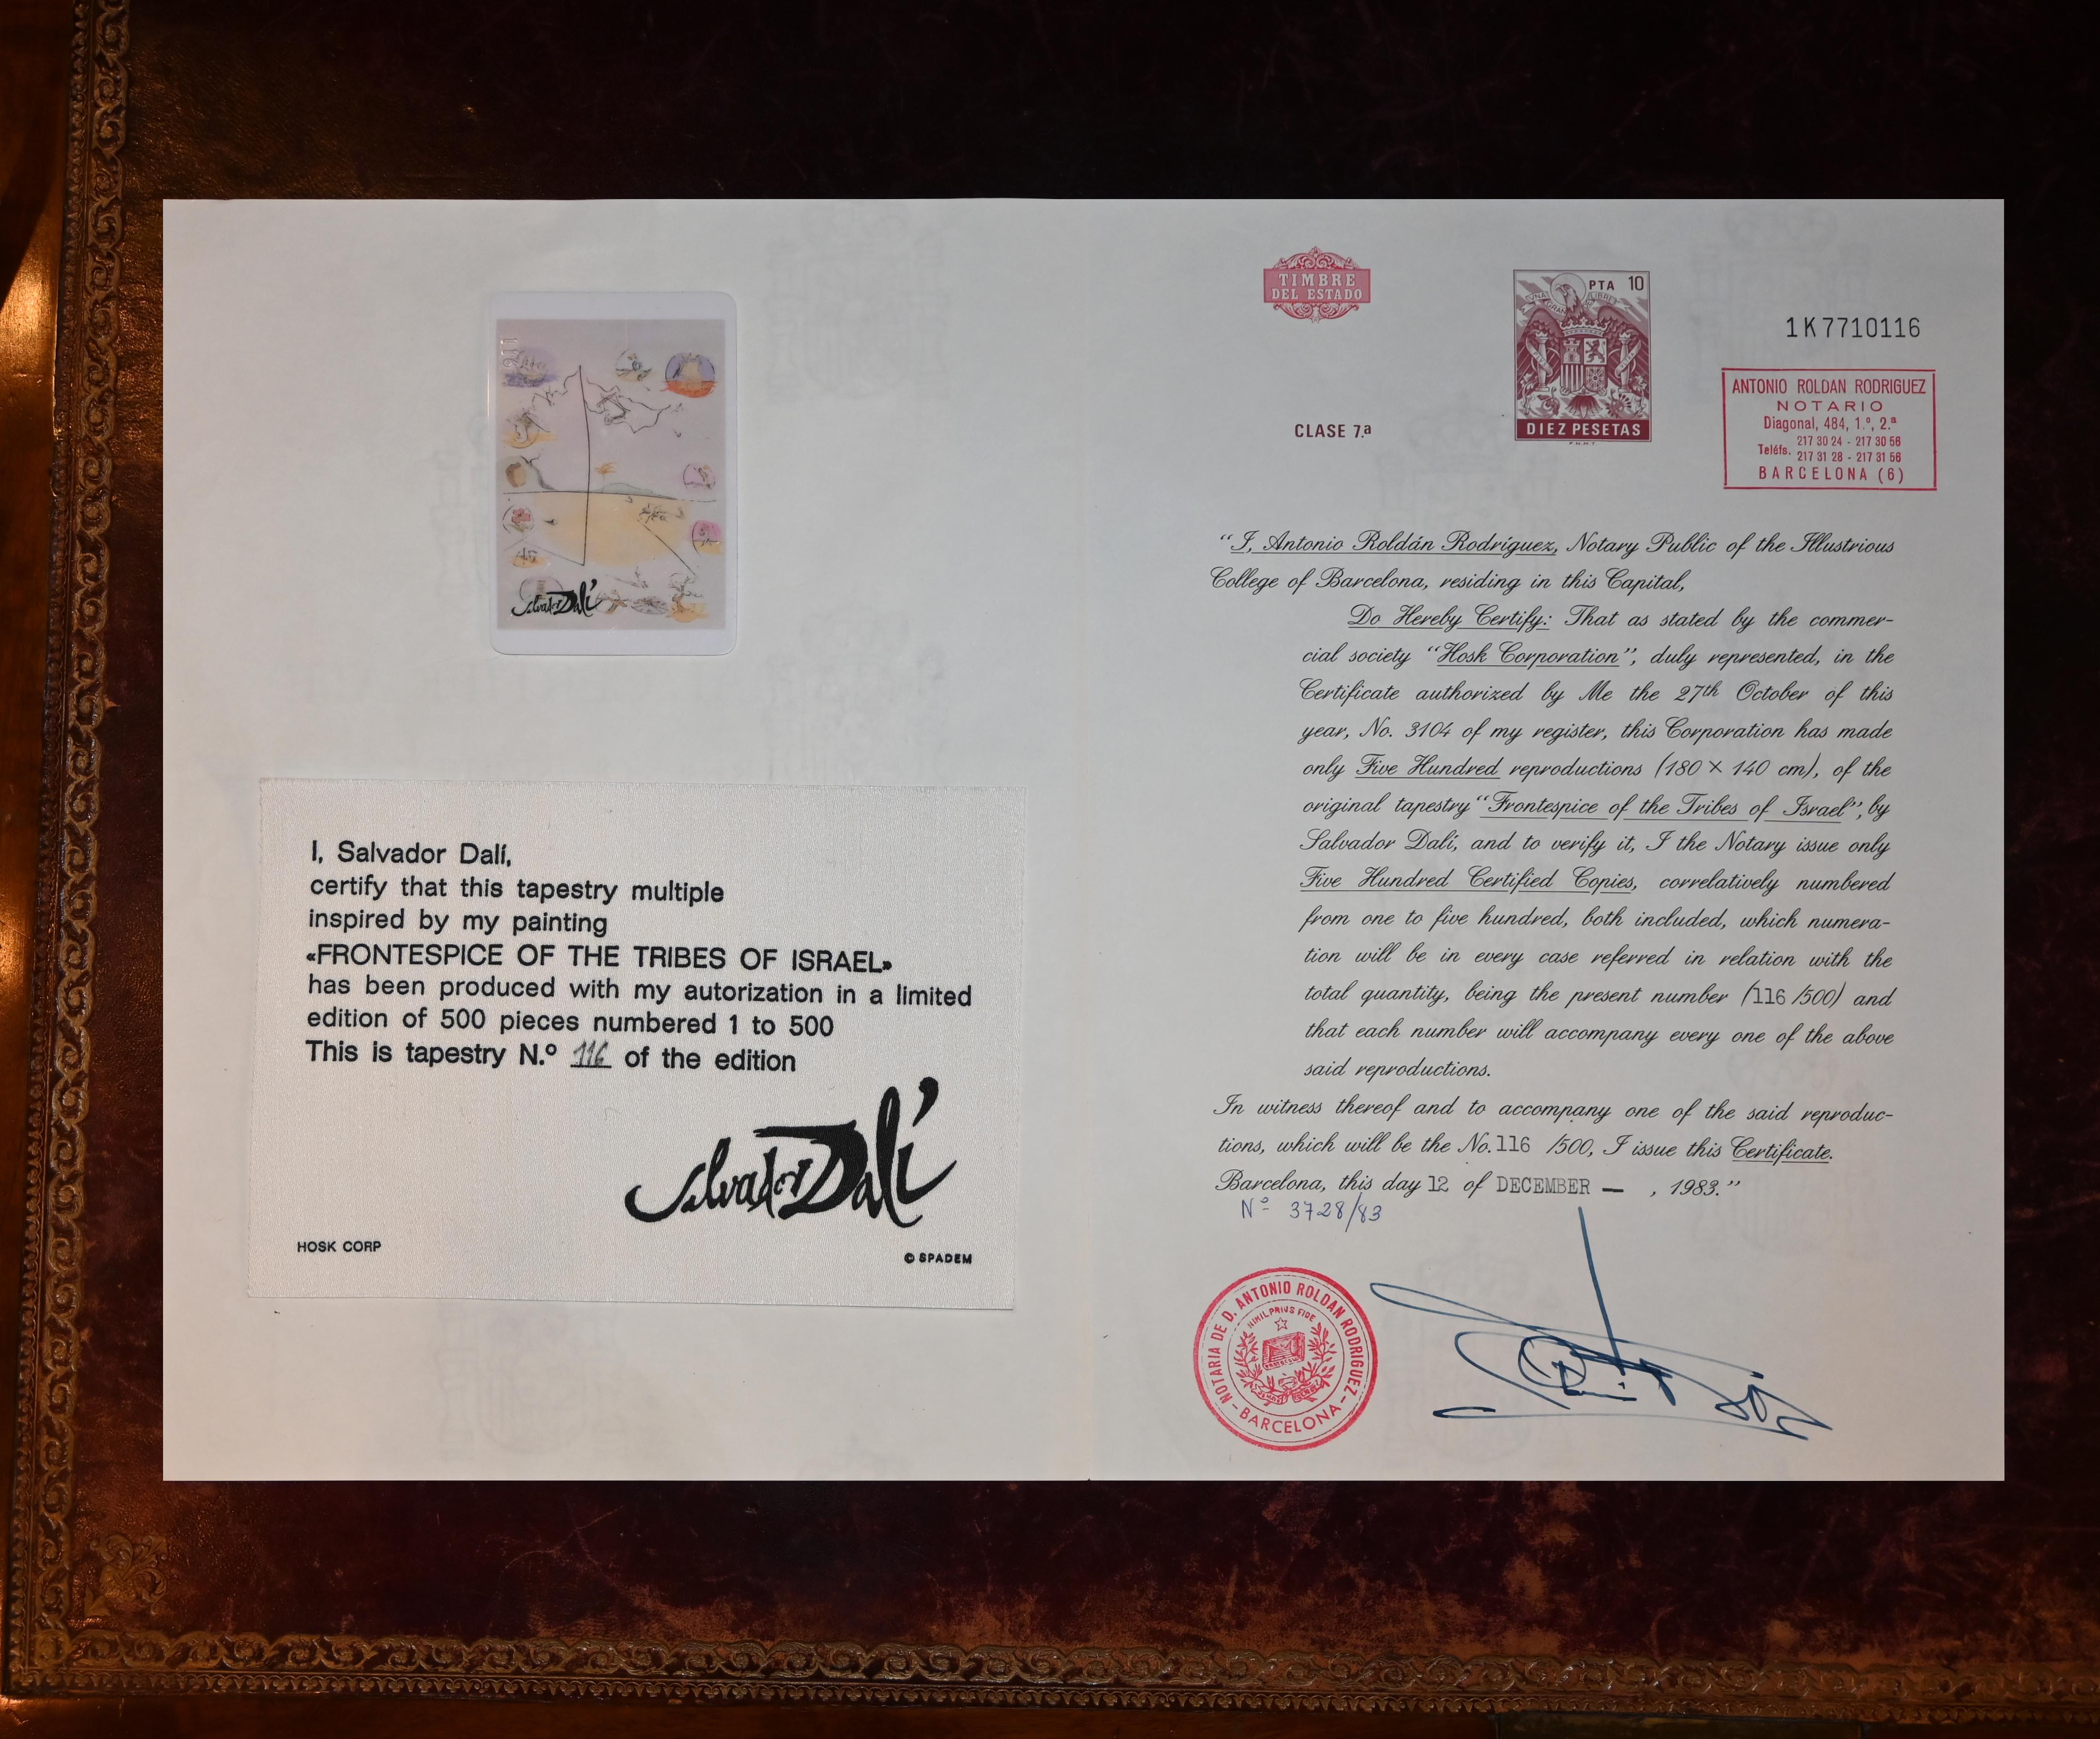 Salvador Dalí
I, Salvador Dalí,
certify that this tapestry multiple
inspired by my painting
«FRONTESPICE OF THE TRIBES OF ISRAEL»
has been produced with my autorization in a limited
edition of 500 pieces numbered 1 to 500
This is tapestry N.º 116 of the edition
Salvador Dalí
HOSK CORP
© SPADEM
TIMBRE
DEL ESTADO
PTA 10
UNA GRANDE LIBRE
DIEZ PESETAS
F.N.M.T.
CLASE 7.ª
1K7710116
ANTONIO ROLDAN RODRIGUEZ
NOTARIO
Diagonal, 484, 1.º, 2.ª
Teléfs. 217 30 24 - 217 30 56
217 31 28 - 217 31 56
BARCELONA (6)
“I, Antonio Roldán Rodríguez, Notary Public of the Illustrious
College of Barcelona, residing in this Capital,
Do Hereby Certify: That as stated by the commer-
cial society “Hosk Corporation”, duly represented, in the
Certificate authorized by Me the 27th October of this
year, No. 3104 of my register, this Corporation has made
only Five Hundred reproductions (180 × 140 cm), of the
original tapestry “Frontespice of the Tribes of Israel”, by
Salvador Dalí, and to verify it, I the Notary issue only
Five Hundred Certified Copies, correlatively numbered
from one to five hundred, both included, which numera-
tion will be in every case referred in relation with the
total quantity, being the present number (116 /500) and
that each number will accompany every one of the above
said reproductions.
In witness thereof and to accompany one of the said reproduc-
tions, which will be the No. 116 /500, I issue this Certificate.
Barcelona, this day 12 of DECEMBER — , 1983.”
Nº 3728/83
NOTARIA DE D. ANTONIO ROLDAN RODRIGUEZ
- BARCELONA -
NIHIL PRIUS FIDE